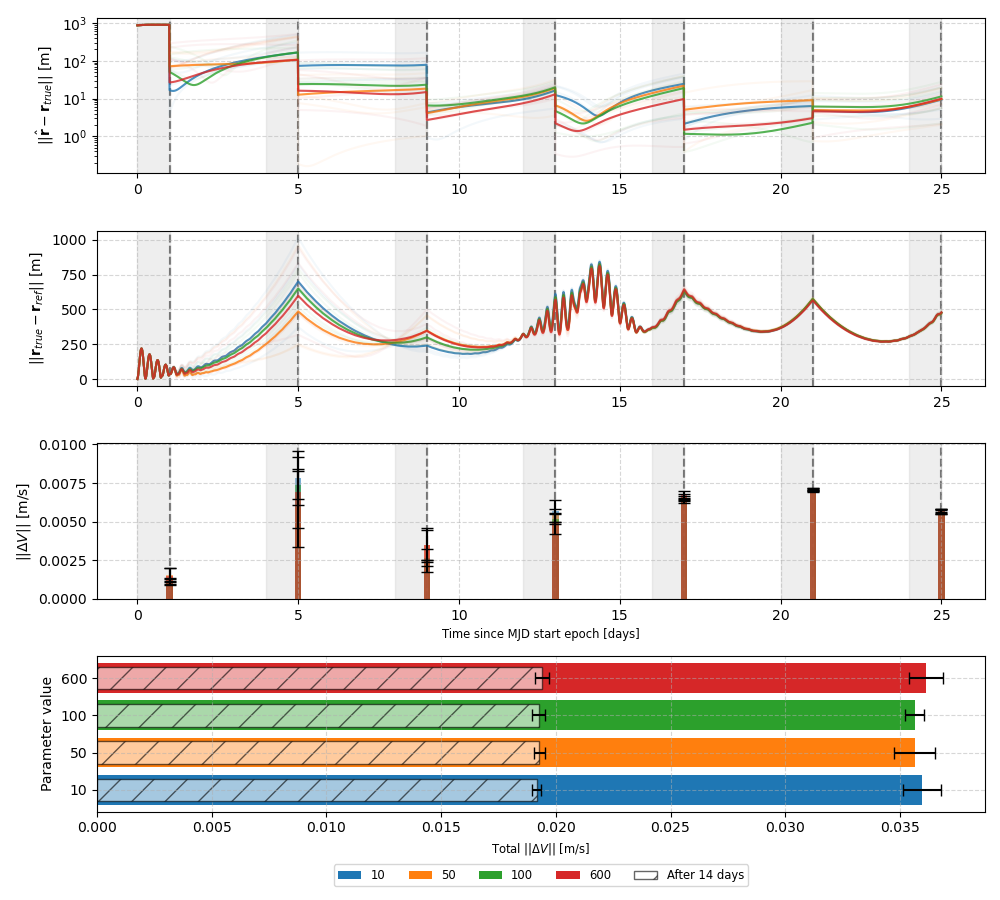 ||r̂ − r_true|| [m]
10³
10²
10¹
10⁰
0 5 10 15 20 25
||r_true − r_ref|| [m]
1000
750
500
250
0
0 5 10 15 20 25
||ΔV|| [m/s]
0.0100
0.0075
0.0050
0.0025
0.0000
0 5 10 15 20 25
Time since MJD start epoch [days]
Parameter value
600
100
50
10
0.000 0.005 0.010 0.015 0.020 0.025 0.030 0.035
Total ||ΔV|| [m/s]
10 50 100 600 After 14 days